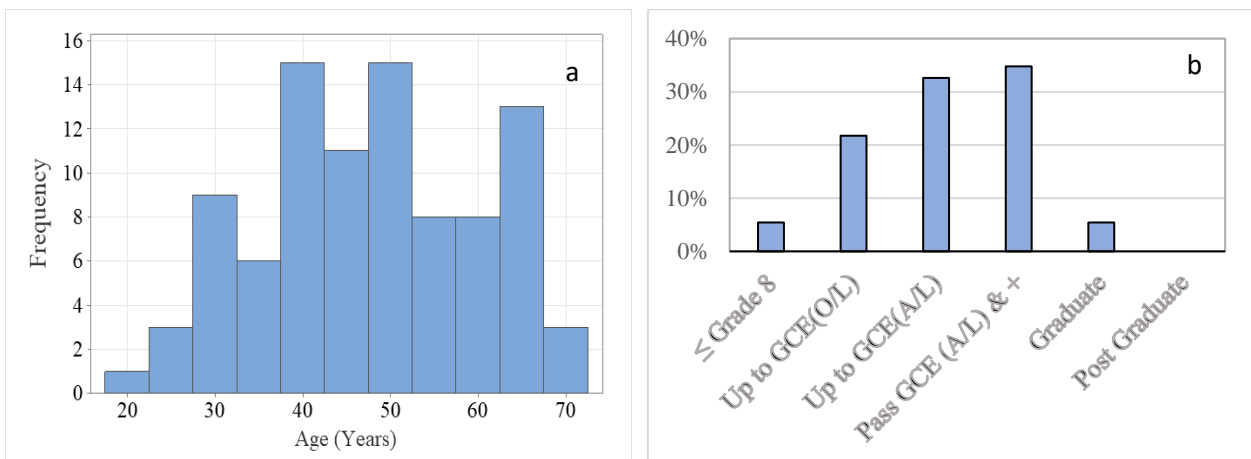 a
16
14
12
10
8
6
4
2
0
Frequency
20 30 40 50 60 70
Age (Years)
b
40%
30%
20%
10%
0%
≤ Grade 8
Up to GCE(O/L)
Up to GCE(A/L)
Pass GCE (A/L) & +
Graduate
Post Graduate